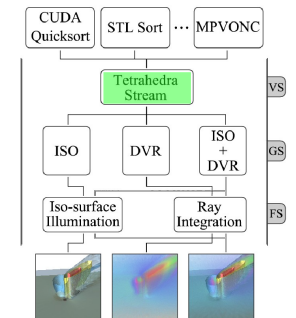 CUDA
Quicksort
STL Sort
...
MPVONC
Tetrahedra
Stream
VS
ISO
DVR
ISO
+
DVR
GS
Iso-surface
Illumination
Ray
Integration
FS